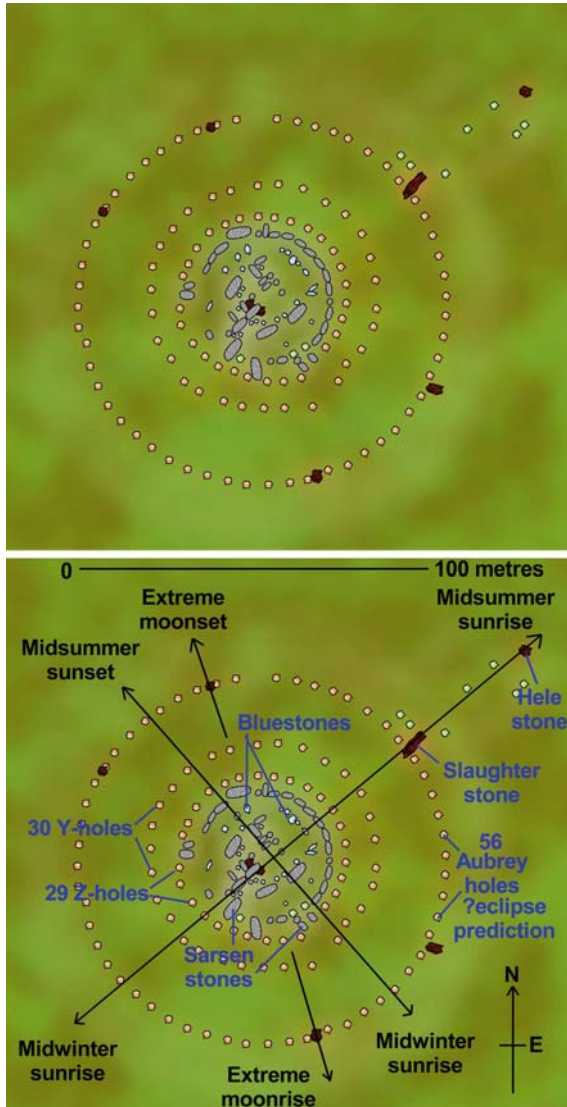 0
100 metres
Extreme
moonset
Midsummer
sunrise
Midsummer
sunset
Hele
stone
Bluestones
Slaughter
stone
30 Y-holes
56
Aubrey
holes
?eclipse
prediction
29 Z-holes
Sarsen
stones
N
E
Midwinter
sunrise
Extreme
moonrise
Midwinter
sunrise